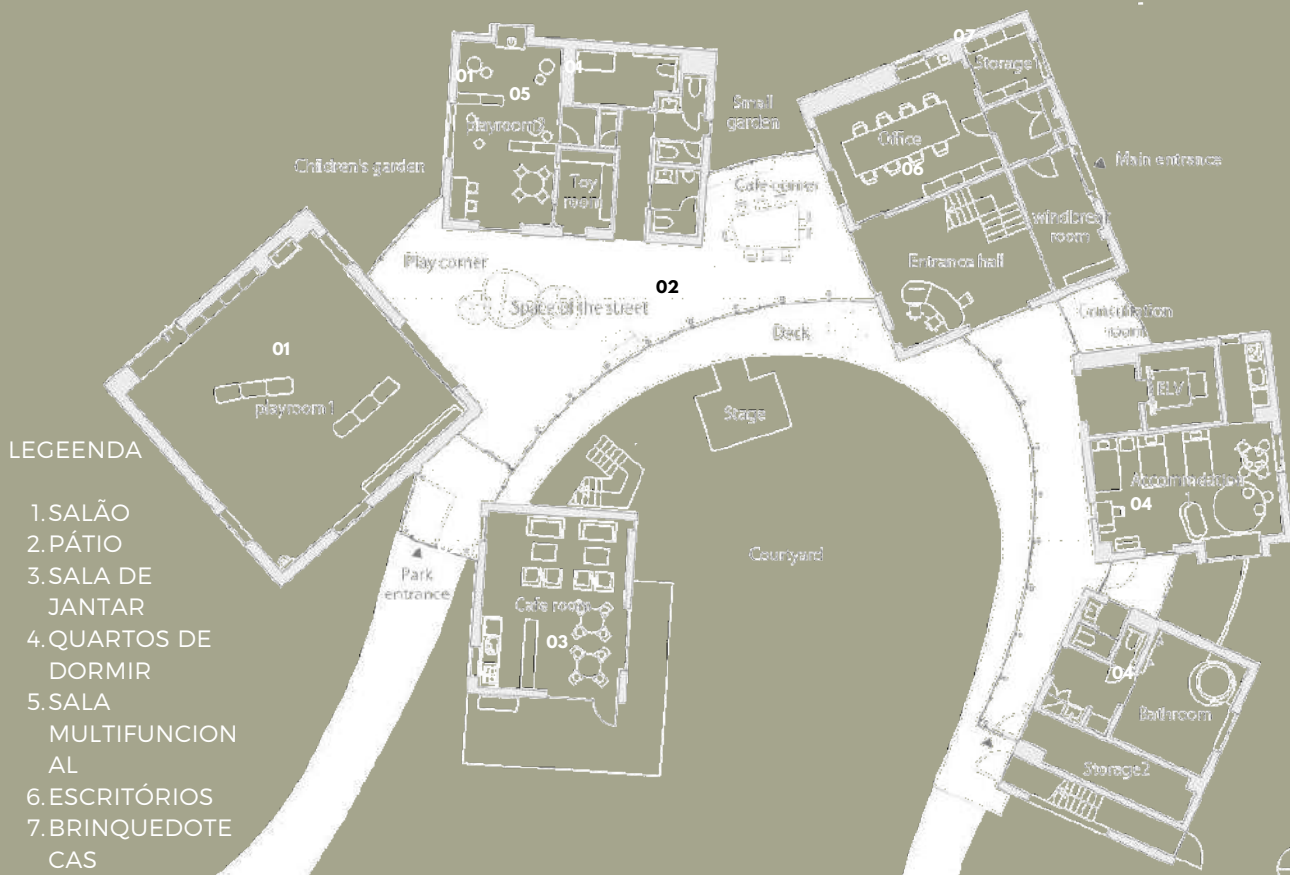 07
Storage1
01
04
05
playroom2
Small
garden
Office
06
Main entrance
Children's garden
Toy
room
Cafe corner
windbreak
room
Play corner
Entrance hall
02
Space of the street
Consultation
room
Deck
01
playroom1
ELV
Stage
LEGEENDA
1. SALÃO
2. PÁTIO
3. SALA DE
JANTAR
4. QUARTOS DE
DORMIR
5. SALA
MULTIFUNCION
AL
6. ESCRITÓRIOS
7. BRINQUEDOTE
CAS
04
Courtyard
Park
entrance
Cafe room
03
04
Bathroom
Storage2